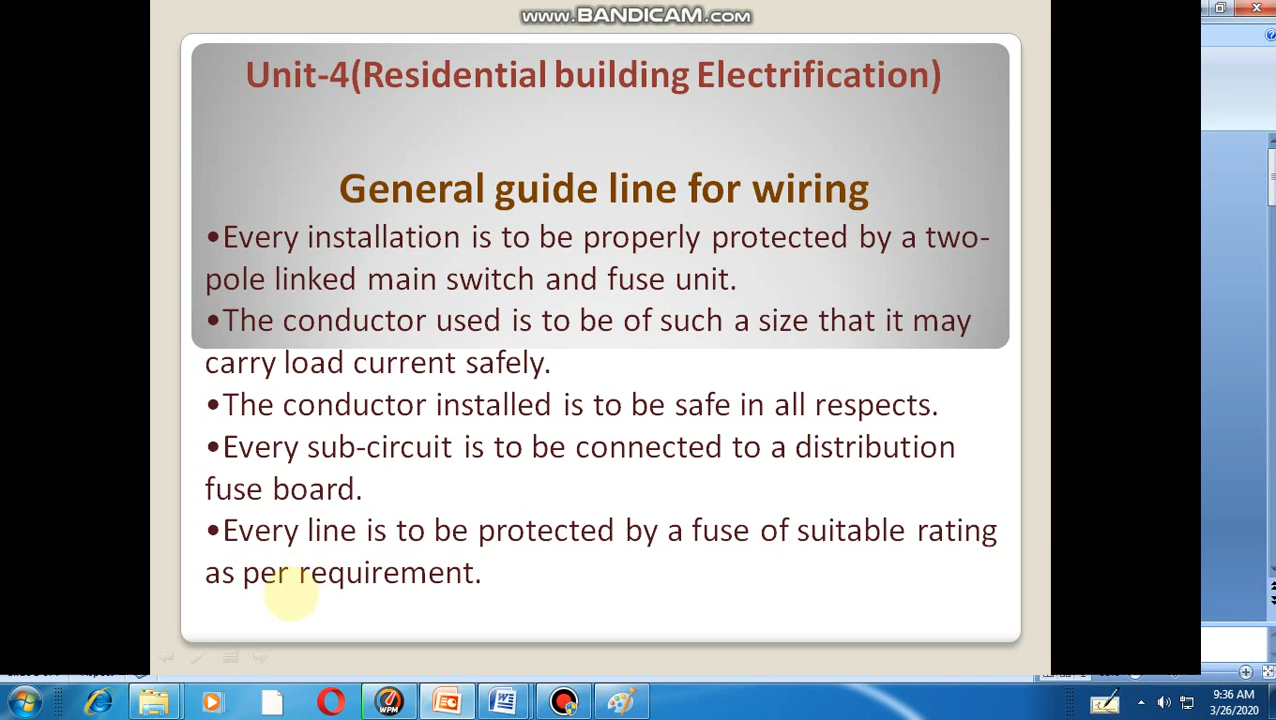 www.BANDICAM.com
Unit-4(Residential building Electrification)
General guide line for wiring
•Every installation is to be properly protected by a two-
pole linked main switch and fuse unit.
•The conductor used is to be of such a size that it may
carry load current safely.
•The conductor installed is to be safe in all respects.
•Every sub-circuit is to be connected to a distribution
fuse board.
•Every line is to be protected by a fuse of suitable rating
as per requirement.
WPM
9:36 AM
3/26/2020